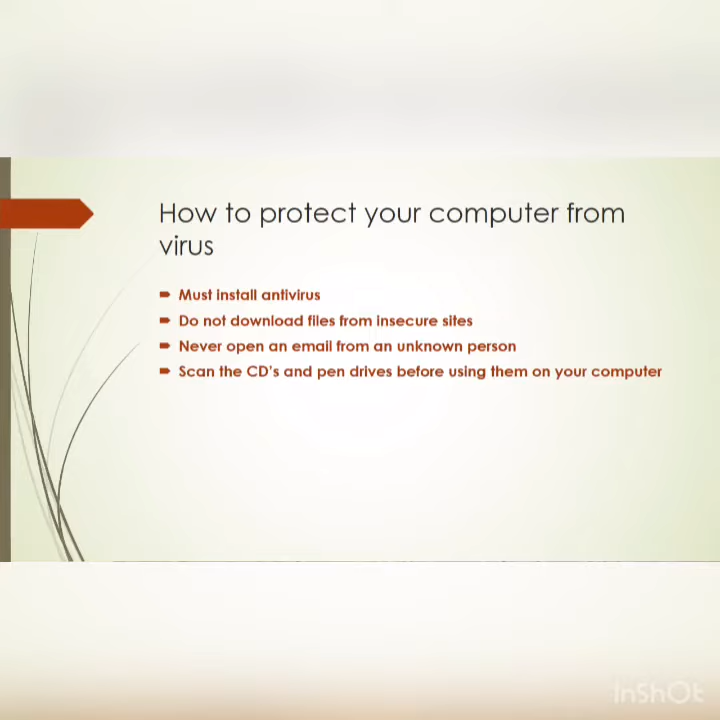 How to protect your computer from
virus
Must install antivirus
Do not download files from insecure sites
Never open an email from an unknown person
Scan the CD's and pen drives before using them on your computer
InShOt